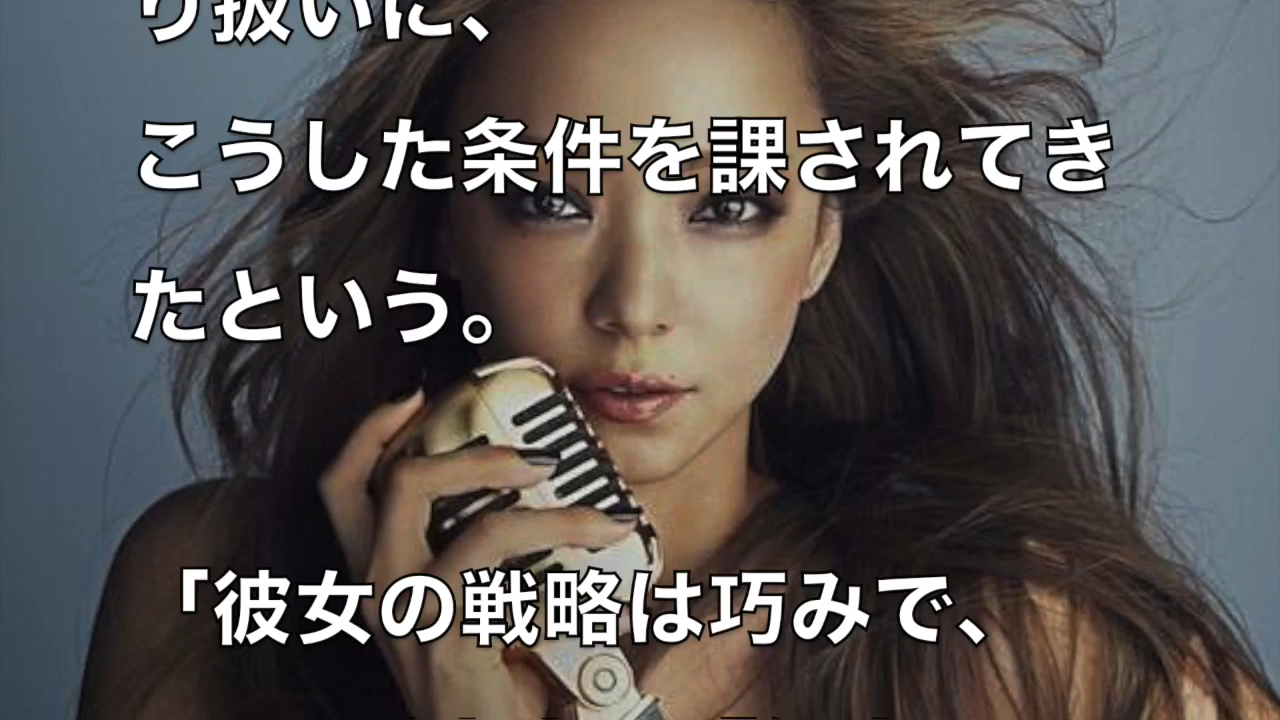 り扱いに、
こうした条件を課されてき
たという。
「彼女の戦略は巧みで、